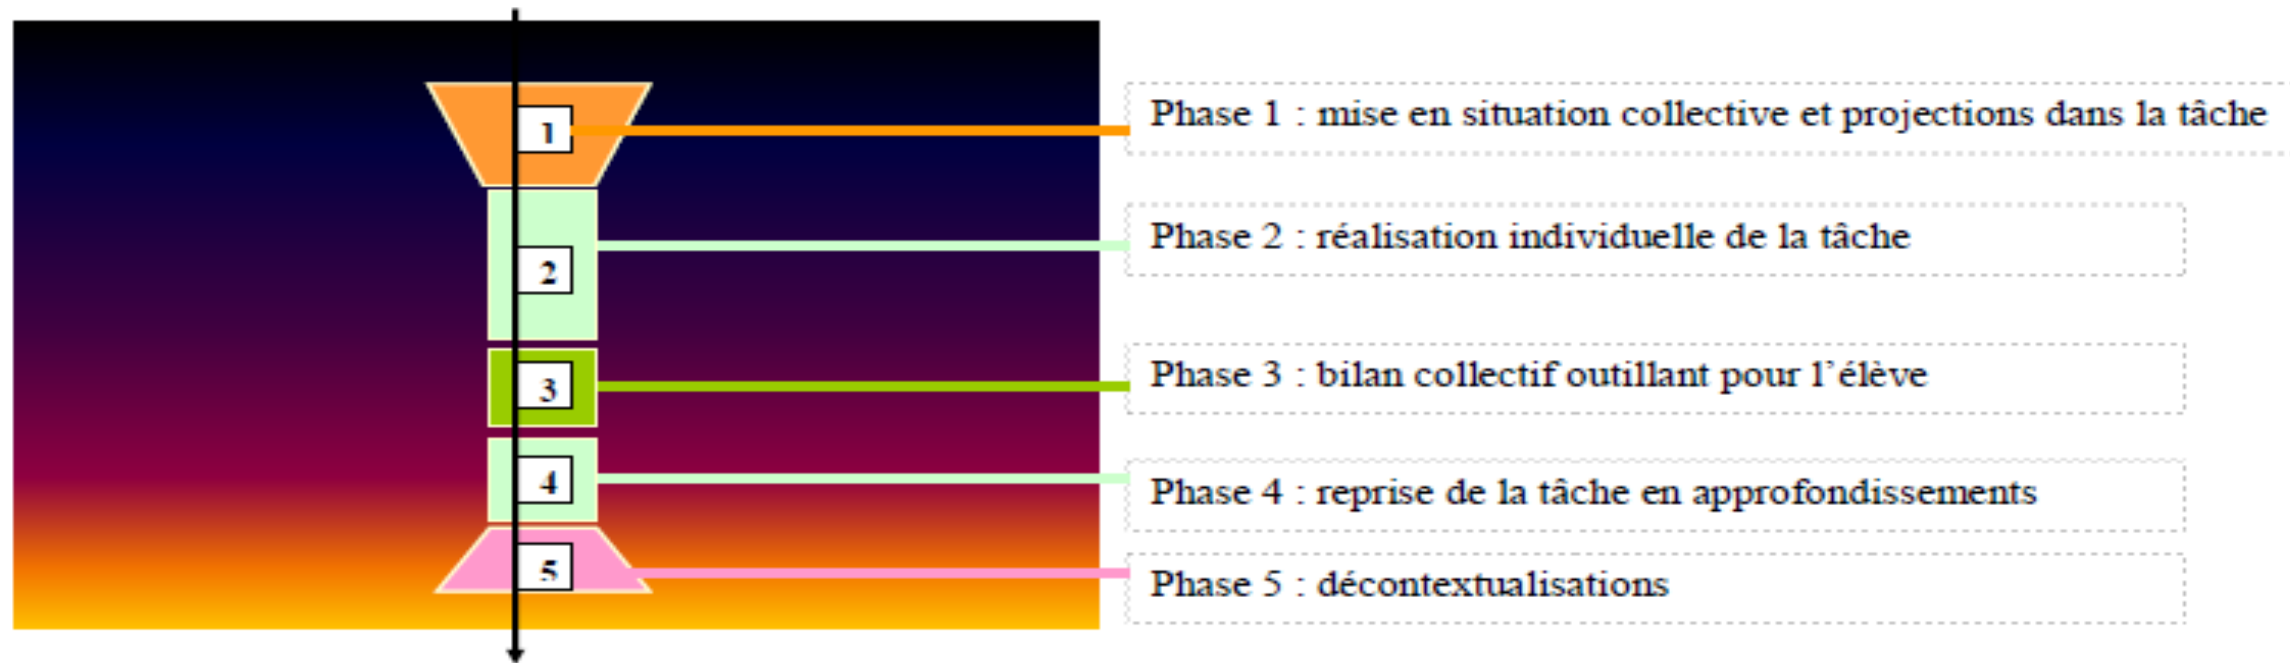 1
Phase 1 : mise en situation collective et projections dans la tâche
2
Phase 2 : réalisation individuelle de la tâche
3
Phase 3 : bilan collectif outillant pour l’élève
4
Phase 4 : reprise de la tâche en approfondissements
5
Phase 5 : décontextualisations